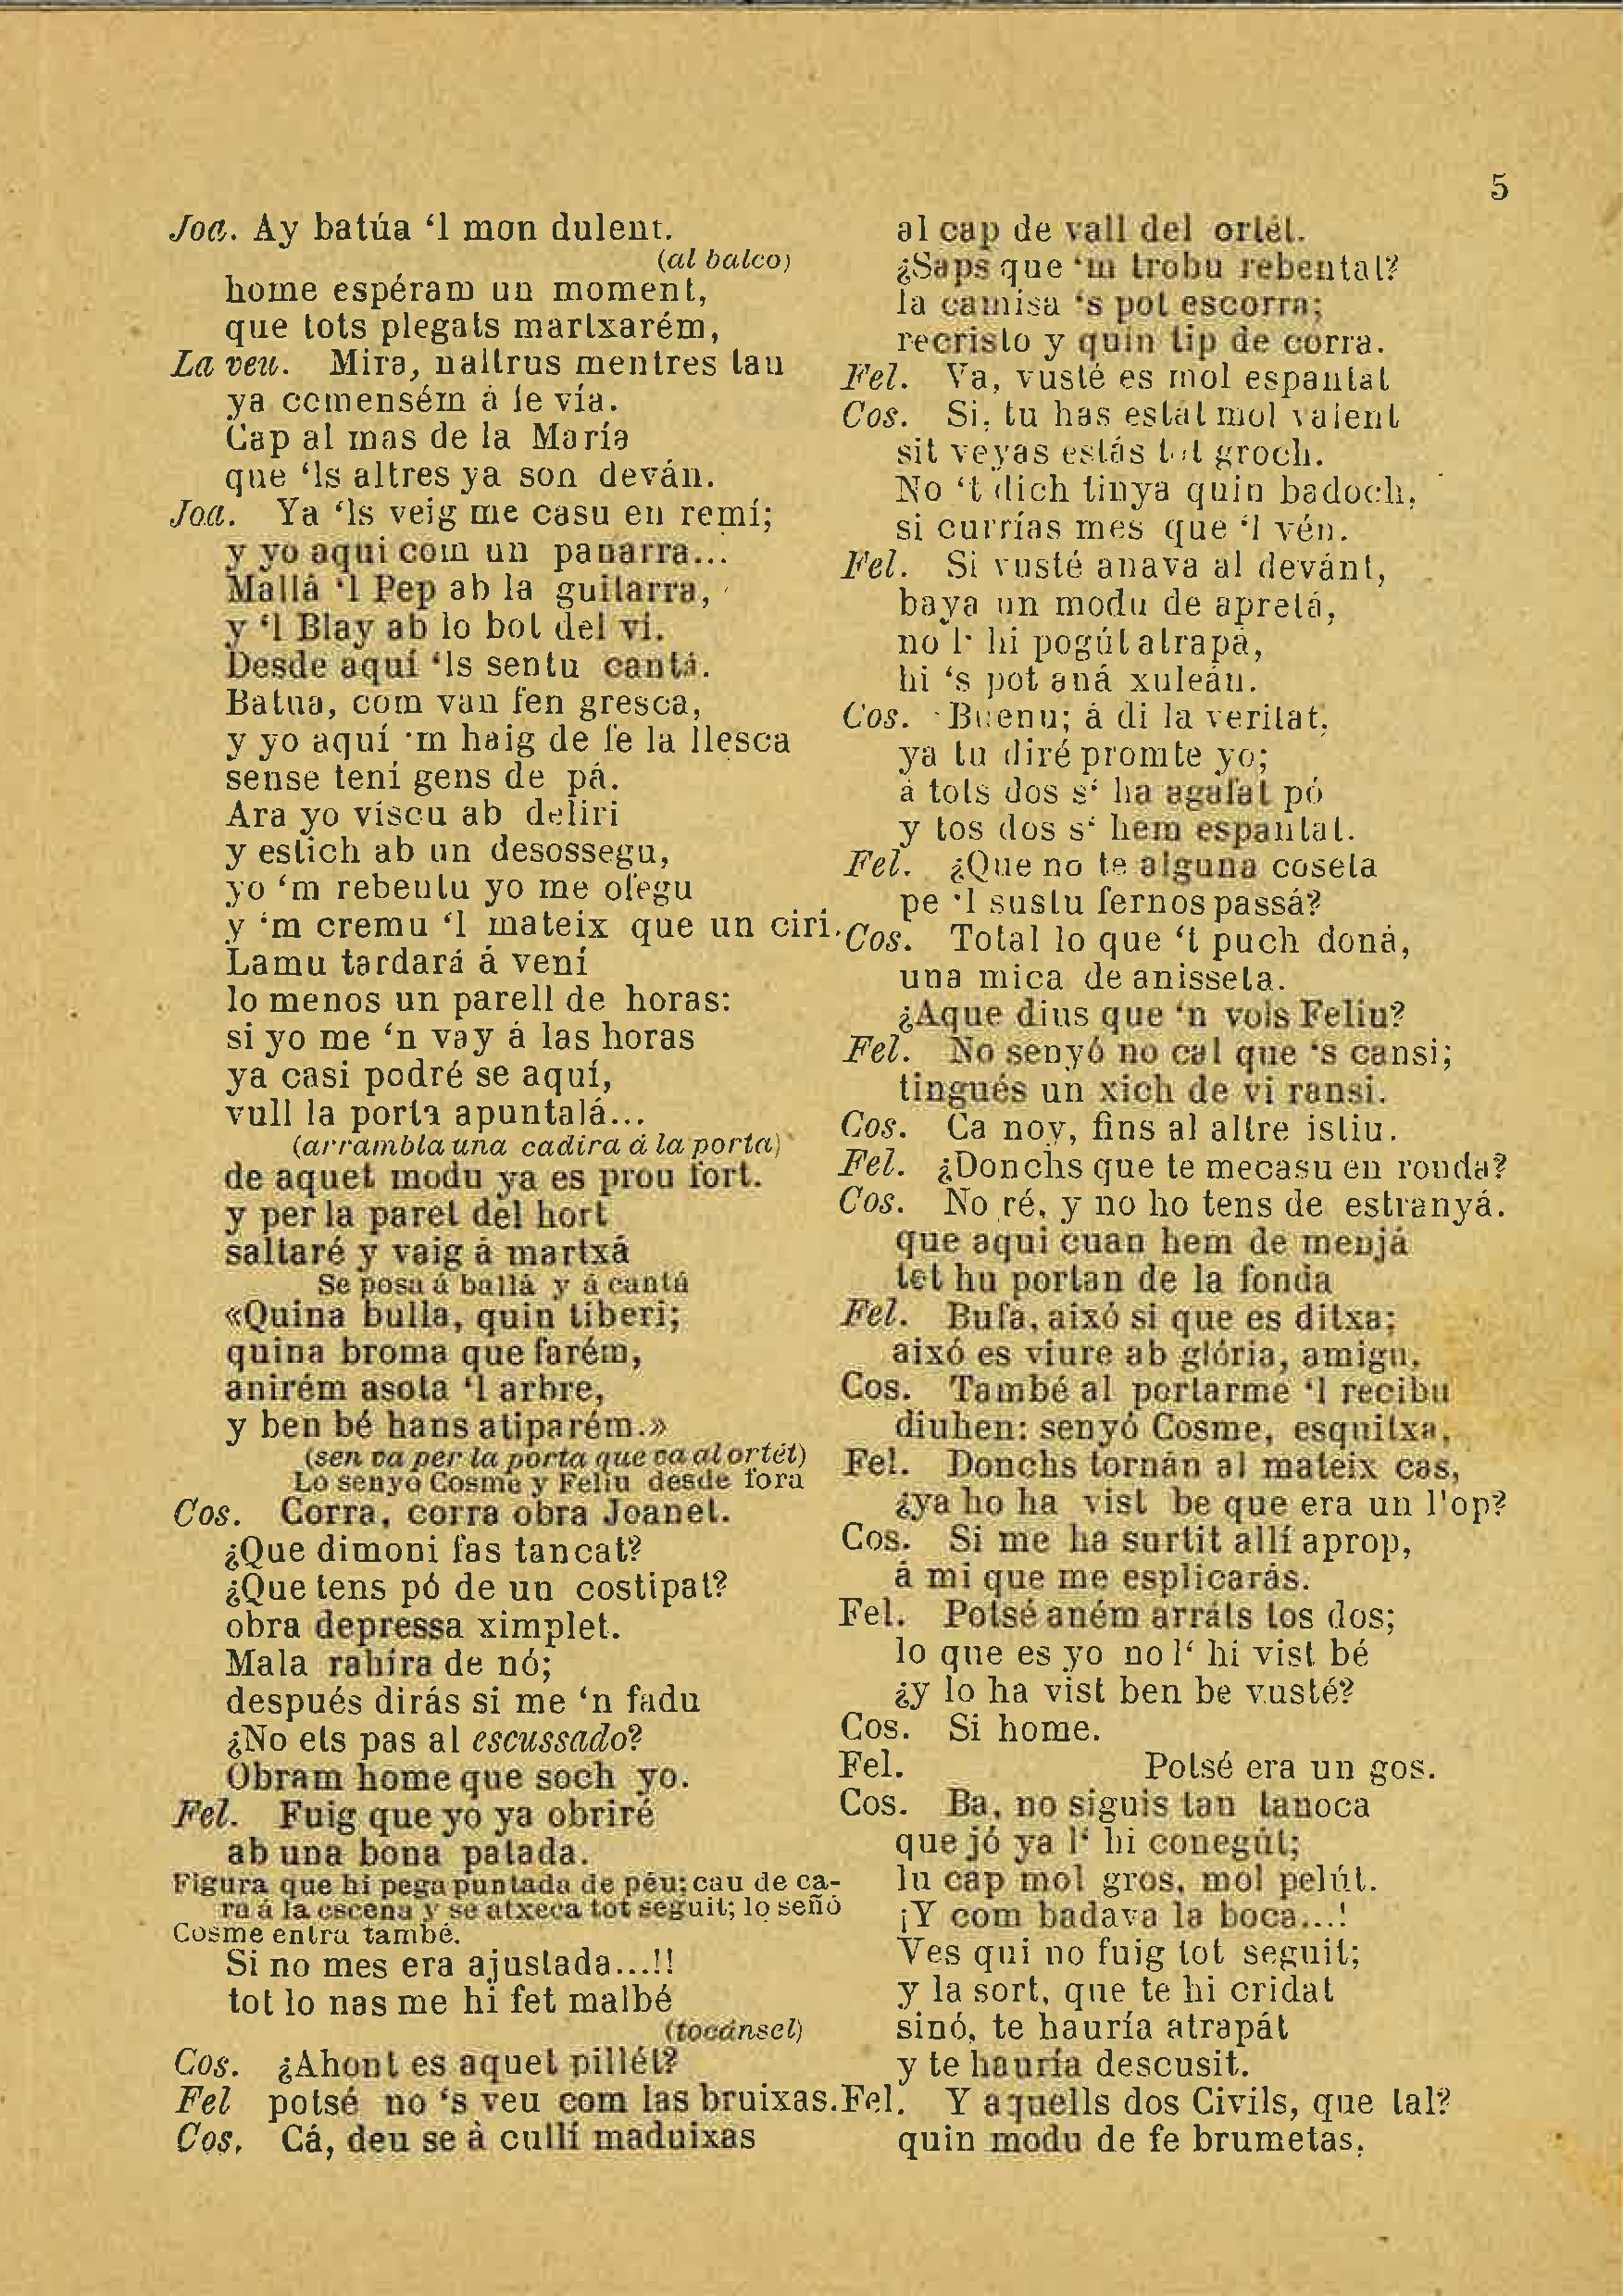 5
Joa. Ay batúa ‘l mon dulent.
(al balco)
home espéram un moment,
que tots plegats martxarém,
La veu. Mira, naltrus mentres tan
ya comensém á fe vía.
Cap al mas de la María
que ‘ls altres ya son deván.
Joa. Ya ‘ls veig me casu en remí;
y yo aqui com un panarra...
Mallá ‘l Pep ab la guitarra,
y ‘l Blay ab lo bot del vi.
Desde aquí ‘ls sentu cantá.
Batua, com van fen gresca,
y yo aquí ‘m haig de fe la llesca
sense tení gens de pá.
Ara yo viscu ab deliri
y estich ab un desossegu,
yo ‘m rebentu yo me ofegu
y ‘m cremu ‘l mateix que un ciri.
Lamu tardará á vení
lo menos un parell de horas:
si yo me ‘n vay á las horas
ya casi podré se aquí,
vull la porta apuntalá...
(arrambla una cadira á la porta)
de aquet modu ya es prou fort.
y per la paret del hort
saltaré y vaig á martxá
Se posa á ballá y á cantá
«Quina bulla, quin tiberi;
quina broma que farém,
anirém asota ‘l arbre,
y ben bé hans atiparém.»
(sen va per la porta que va al ortét)
Lo senyó Cosme y Feliu desde fora
Cos. Corra, corra obra Joanet.
¿Que dimoni fas tancat?
¿Que tens pó de un costipat?
obra depressa ximplet.
Mala rahira de nó;
después dirás si me ‘n fadu
¿No ets pas al escussado?
Obram home que soch yo.
Fel. Fuig que yo ya obriré
ab una bona patada.
Figura que hi pega puntada de péu; cau de ca-
ra á la escena y se atxeca tot seguit; lo señó
Cosme entra també.
Si no mes era ajustada...!!
tot lo nas me hi fet malbé
(tocánsel)
Cos. ¿Ahont es aquet pillét?
Fel potsé no ‘s veu com las bruixas.
Cos. Cá, deu se à cullí maduixas
al cap de vall del ortét.
¿Saps que ‘m trobu rebentat?
la camisa ‘s pot escorra;
recristo y quin tip de corra.
Fel. Va, vusté es mol espantat
Cos. Si, tu has estát mol valent
sit veyas estás tot groch.
No ‘t dich tinya quin badoch,
si currías mes que ‘l vén.
Fel. Si vusté anava al devánt,
baya un modu de apretá,
no l‘ hi pogút atrapà,
hi ‘s pot aná xuleán.
Cos. Buenu; á di la veritat,
ya tu diré promte yo;
á tots dos s‘ ha agafat pó
y tos dos s‘ hem espantat.
Fel. ¿Que no te alguna coseta
pe ‘l sustu fernos passá?
Cos. Total lo que ‘t puch doná,
una mica de anisseta.
¿Aque dius que ‘n vols Feliu?
Fel. No senyó no cal que ‘s cansi;
tingués un xich de vi ransi.
Cos. Ca noy, fins al altre istiu.
Fel. ¿Donchs que te mecasu en ronda?
Cos. No ré, y no ho tens de estranyá.
que aqui cuan hem de menjá
tot hu portan de la fonda
Fel. Bufa, aixó si que es ditxa;
aixó es viure ab glória, amigu.
Cos. També al portarme ‘l recibu
diuhen: senyó Cosme, esquitxa.
Fel. Donchs tornán al mateix cas,
¿ya ho ha vist be que era un l'op?
Cos. Si me ha surtit allí aprop,
á mi que me esplicarás.
Fel. Potsé aném arráts tos dos;
lo que es yo no l‘ hi vist bé
¿y lo ha vist ben be vusté?
Cos. Si home.
Fel. Potsé era un gos.
Cos. Ba, no siguis tan tanoca
que jó ya l‘ hi conegút;
lu cap mol gros, mol pelút.
¡Y com badava la boca...!
Ves qui no fuig tot seguit;
y la sort, que te hi cridat
sinó, te hauría atrapát
y te hauría descusit.
Fel. Y aquells dos Civils, que tal?
quin modu de fe brumetas.